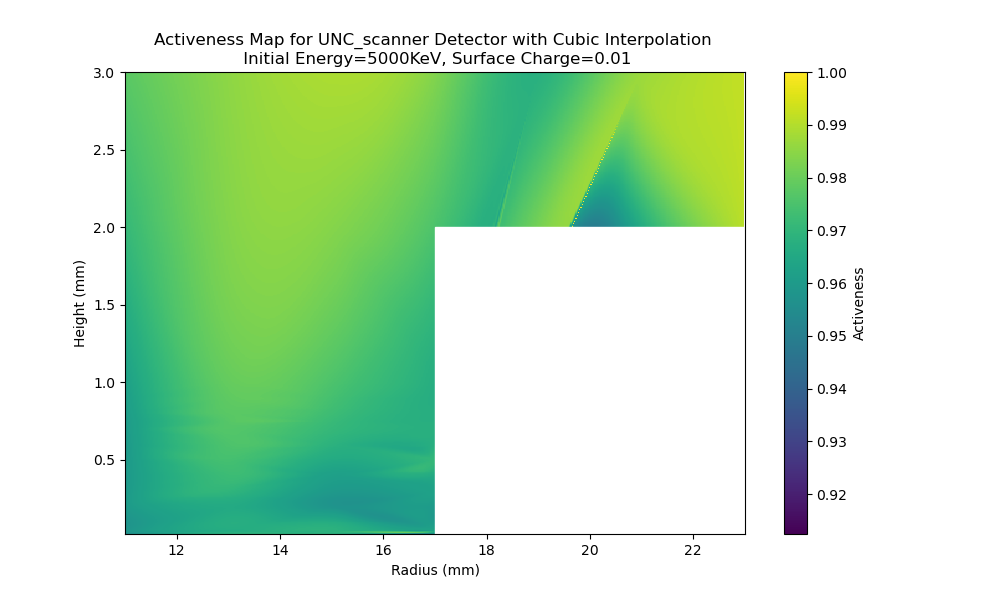 Activeness Map for UNC_scanner Detector with Cubic Interpolation
Initial Energy=5000KeV, Surface Charge=0.01
3.0
2.5
2.0
1.5
1.0
0.5
Height (mm)
12 14 16 18 20 22
Radius (mm)
1.00
0.99
0.98
0.97
0.96
0.95
0.94
0.93
0.92
Activeness